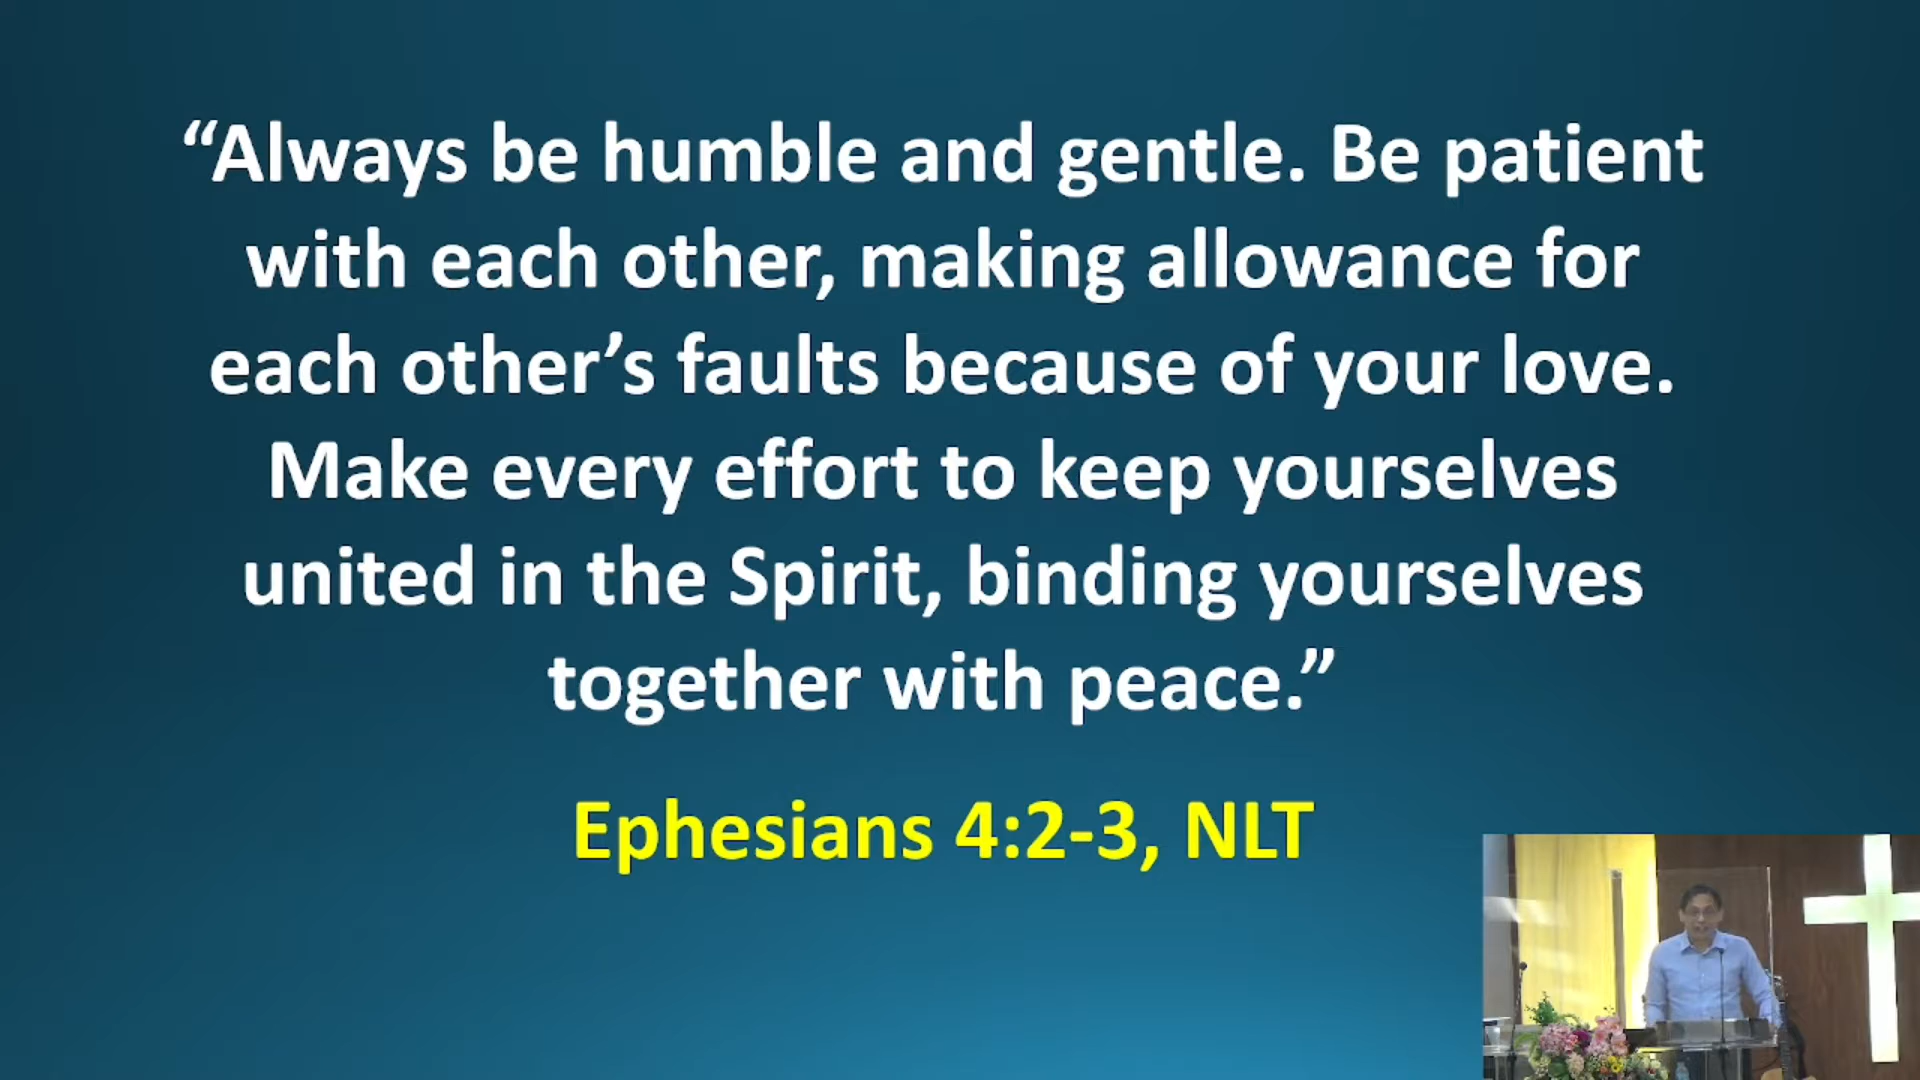 “Always be humble and gentle. Be patient
with each other, making allowance for
each other’s faults because of your love.
Make every effort to keep yourselves
united in the Spirit, binding yourselves
together with peace.”
Ephesians 4:2-3, NLT